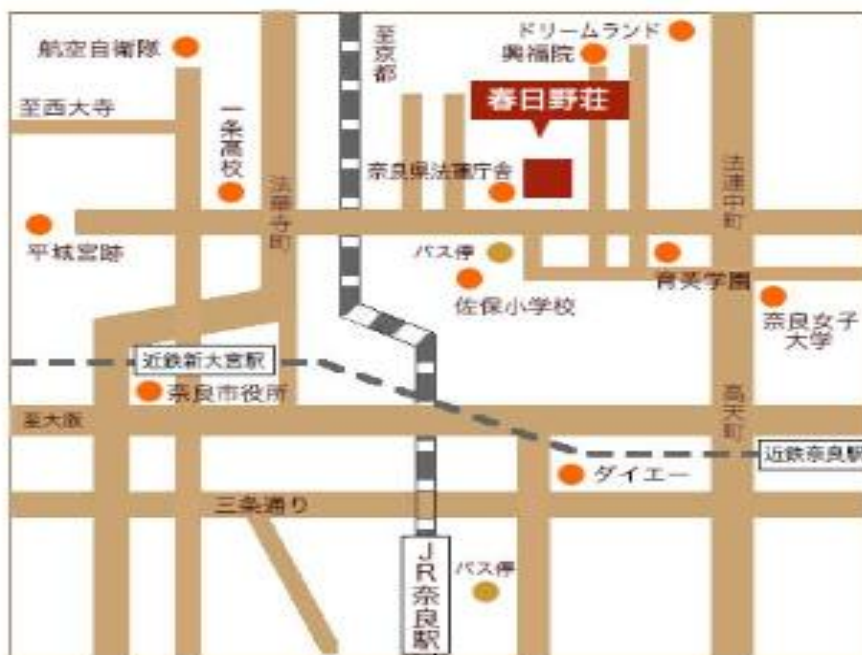 ドリームランド
航空自衛隊
興福院
至京都
至西大寺
春日野荘
一条高校
奈良県法蓮庁舎
法華寺町
法蓮中町
平城宮跡
バス停
育英学園
佐保小学校
奈良女子
大学
近鉄新大宮駅
奈良市役所
至大阪
高天町
近鉄奈良駅
ダイエー
三条通り
JR奈良駅
バス停